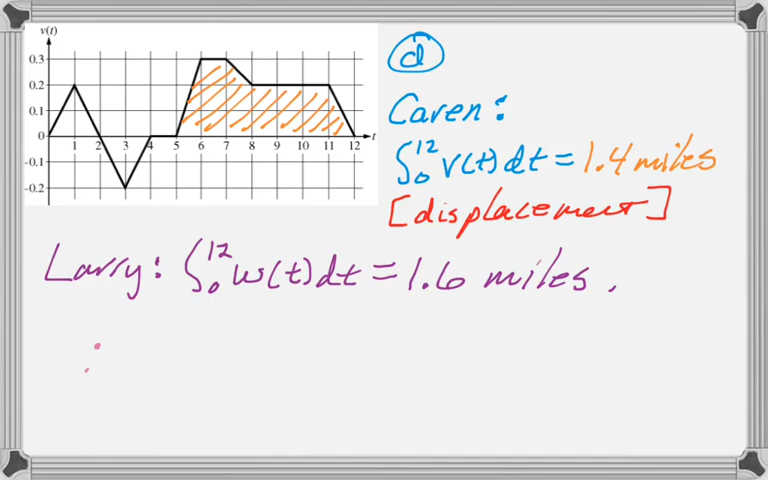 v(t)
0.3
0.2
0.1
0
-0.1
-0.2
1 2 3 4 5 6 7 8 9 10 11 12
t
d
Caren:
∫₀¹² v(t)dt = 1.4 miles
[displacement]
Larry: ∫₀¹² w(t)dt = 1.6 miles.